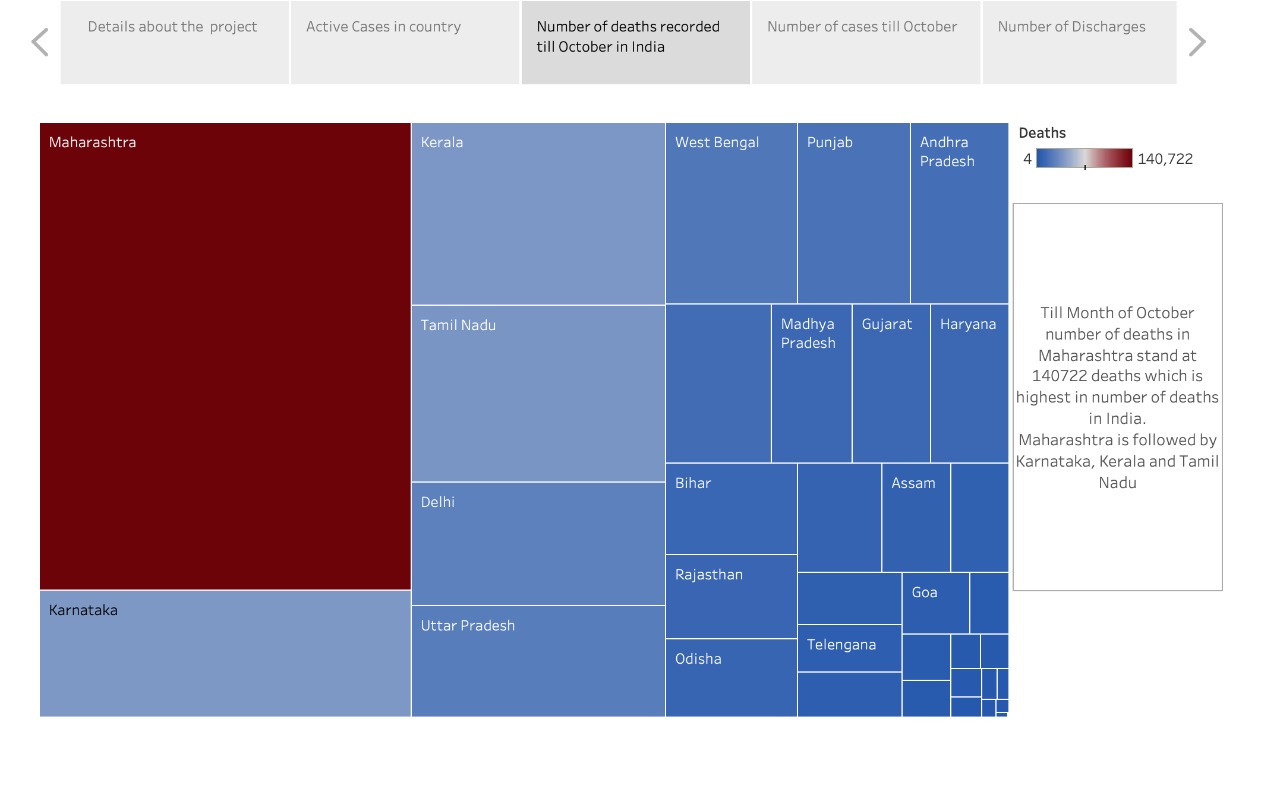 Details about the project
Active Cases in country
Number of deaths recorded
till October in India
Number of cases till October
Number of Discharges
Maharashtra
Kerala
West Bengal
Punjab
Andhra
Pradesh
Deaths
4
140,722
Till Month of October
number of deaths in
Maharashtra stand at
140722 deaths which is
highest in number of deaths
in India.
Maharashtra is followed by
Karnataka, Kerala and Tamil
Nadu
Tamil Nadu
Madhya
Pradesh
Gujarat
Haryana
Delhi
Bihar
Assam
Rajasthan
Goa
Karnataka
Uttar Pradesh
Telengana
Odisha